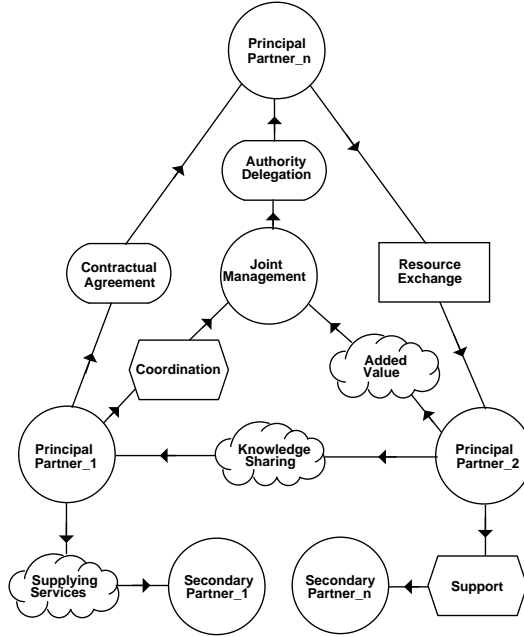 Principal
Partner_n
Authority
Delegation
Contractual
Agreement
Joint
Management
Resource
Exchange
Coordination
Added
Value
Principal
Partner_1
Knowledge
Sharing
Principal
Partner_2
Supplying
Services
Secondary
Partner_1
Secondary
Partner_n
Support